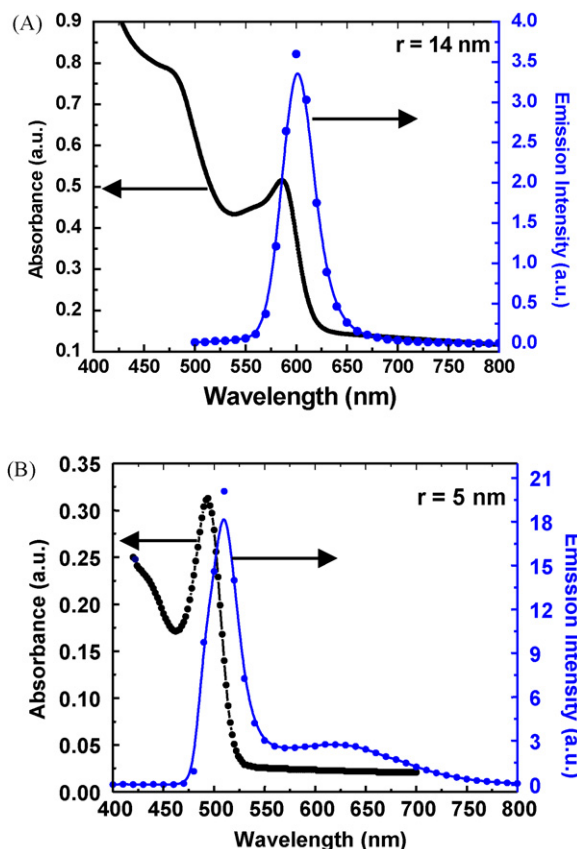 (A)
r = 14 nm
Absorbance (a.u.)
0.9
0.8
0.7
0.6
0.5
0.4
0.3
0.2
0.1
4.0
3.5
3.0
2.5
2.0
1.5
1.0
0.5
0.0
Emission Intensity (a.u.)
400 450 500 550 600 650 700 750 800
Wavelength (nm)
(B)
r = 5 nm
Absorbance (a.u.)
0.35
0.30
0.25
0.20
0.15
0.10
0.05
0.00
21
18
15
12
9
6
3
0
Emission Intensity (a.u.)
400 450 500 550 600 650 700 750 800
Wavelength (nm)